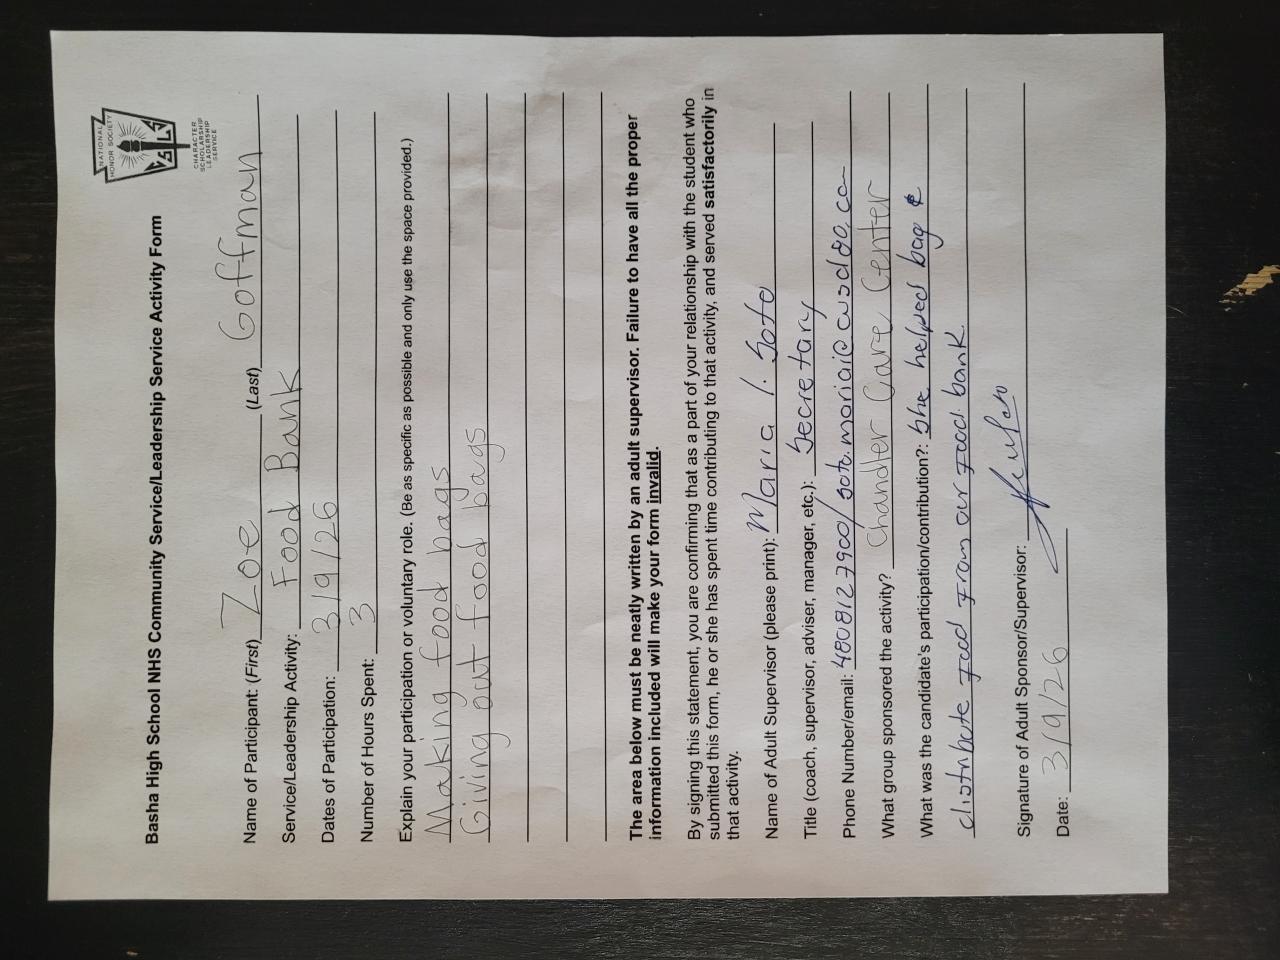 Basha High School NHS Community Service/Leadership Service Activity Form
NATIONAL
HONOR SOCIETY
CHARACTER
SCHOLARSHIP
LEADERSHIP
SERVICE
Name of Participant: (First) Zoe (Last) Goffman
Service/Leadership Activity: Food Bank
Dates of Participation: 3/9/26
Number of Hours Spent: 3
Explain your participation or voluntary role. (Be as specific as possible and only use the space provided.)
Making food bags
Giving out food bags
The area below must be neatly written by an adult supervisor. Failure to have all the proper
information included will make your form invalid.
By signing this statement, you are confirming that as a part of your relationship with the student who
submitted this form, he or she has spent time contributing to that activity, and served satisfactorily in
that activity.
Name of Adult Supervisor (please print): Maria I. Soto
Title (coach, supervisor, adviser, manager, etc.): Secretary
Phone Number/email: 4808127900/soto.maria@cusd80.co
What group sponsored the activity? Chandler Care Center
What was the candidate's participation/contribution?: She helped bag &
distribute food from our food bank.
Signature of Adult Sponsor/Supervisor:
Date: 3/9/26